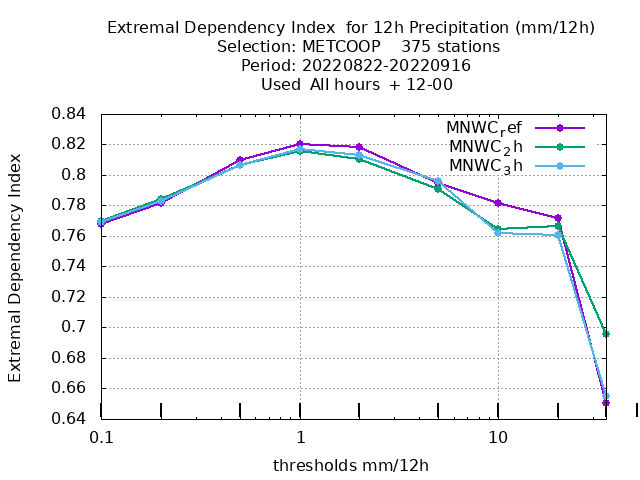 Extremal Dependency Index  for 12h Precipitation (mm/12h)
Selection: METCOOP    375 stations
Period: 20220822-20220916
Used  All hours  + 12-00
0.84
0.82
0.8
0.78
0.76
0.74
0.72
0.7
0.68
0.66
0.64
Extremal Dependency Index
MNWC_ref
MNWC_2h
MNWC_3h
0.1
1
10
thresholds mm/12h